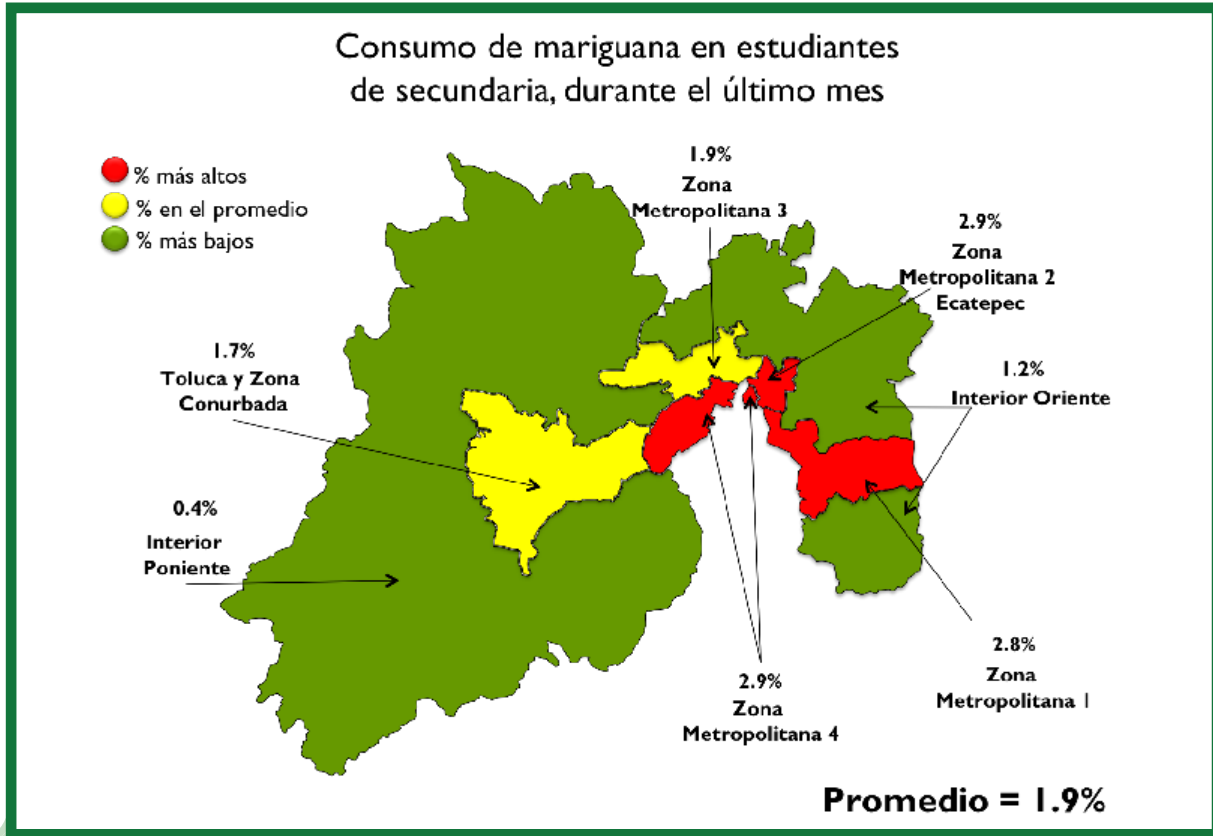 Consumo de mariguana en estudiantes
de secundaria, durante el último mes
% más altos
% en el promedio
% más bajos
1.9%
Zona
Metropolitana 3
2.9%
Zona
Metropolitana 2
Ecatepec
1.7%
Toluca y Zona
Conurbada
1.2%
Interior Oriente
0.4%
Interior
Poniente
2.9%
Zona
Metropolitana 4
2.8%
Zona
Metropolitana 1
Promedio = 1.9%